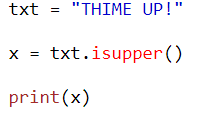 txt = "THIME UP!"
x = txt.isupper()
print(x)